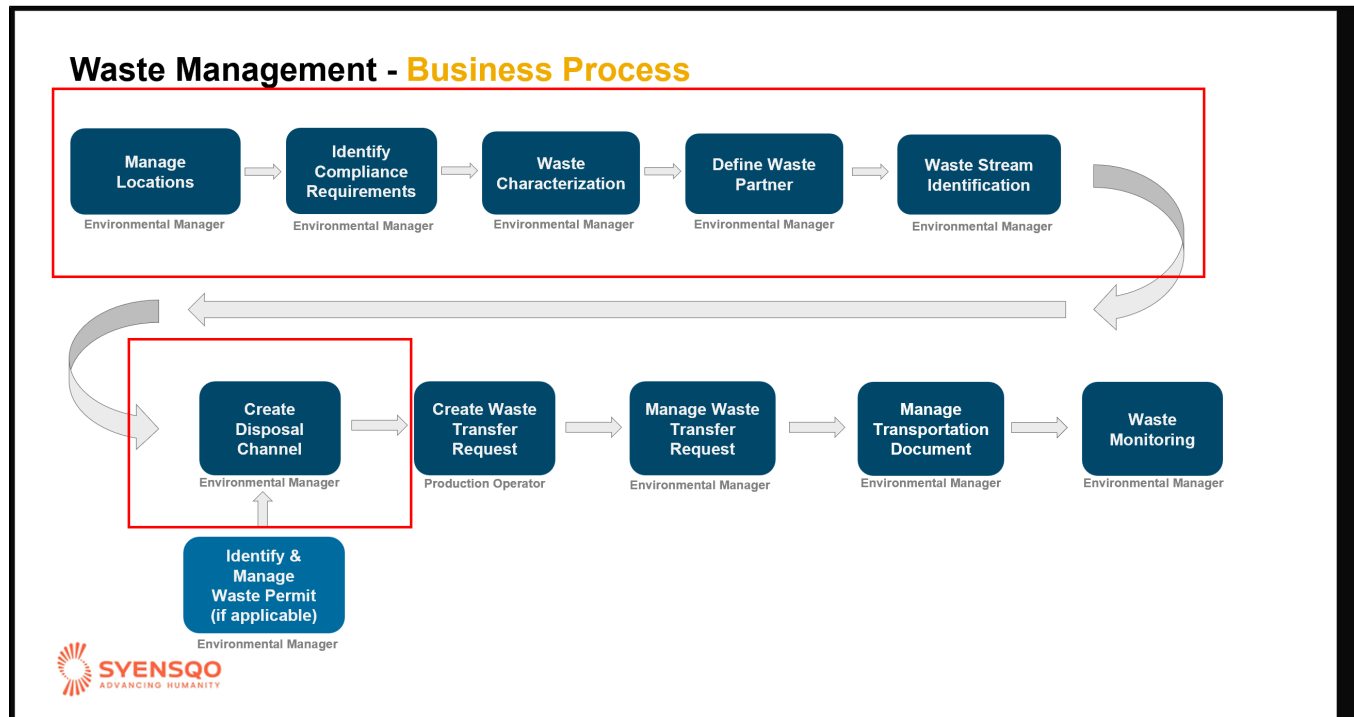 Waste Management - Business Process
Manage
Locations
Environmental Manager
Identify
Compliance
Requirements
Environmental Manager
Waste
Characterization
Environmental Manager
Define Waste
Partner
Environmental Manager
Waste Stream
Identification
Environmental Manager
Create
Disposal
Channel
Environmental Manager
Create Waste
Transfer
Request
Production Operator
Manage Waste
Transfer
Request
Environmental Manager
Manage
Transportation
Document
Environmental Manager
Waste
Monitoring
Environmental Manager
Identify &
Manage
Waste Permit
(if applicable)
Environmental Manager
SYENSQO
ADVANCING HUMANITY